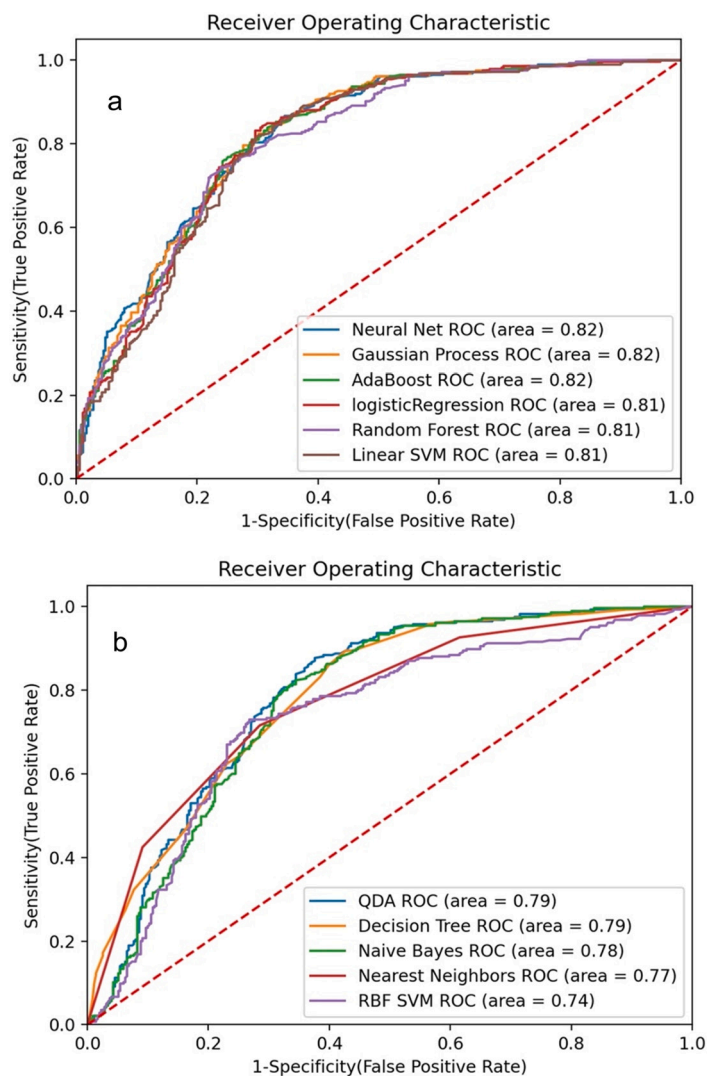 Receiver Operating Characteristic
a
1.0
0.8
0.6
0.4
0.2
0.0
Sensitivity(True Positive Rate)
Neural Net ROC (area = 0.82)
Gaussian Process ROC (area = 0.82)
AdaBoost ROC (area = 0.82)
logisticRegression ROC (area = 0.81)
Random Forest ROC (area = 0.81)
Linear SVM ROC (area = 0.81)
0.0 0.2 0.4 0.6 0.8 1.0
1-Specificity(False Positive Rate)
Receiver Operating Characteristic
b
1.0
0.8
0.6
0.4
0.2
0.0
Sensitivity(True Positive Rate)
QDA ROC (area = 0.79)
Decision Tree ROC (area = 0.79)
Naive Bayes ROC (area = 0.78)
Nearest Neighbors ROC (area = 0.77)
RBF SVM ROC (area = 0.74)
0.0 0.2 0.4 0.6 0.8 1.0
1-Specificity(False Positive Rate)